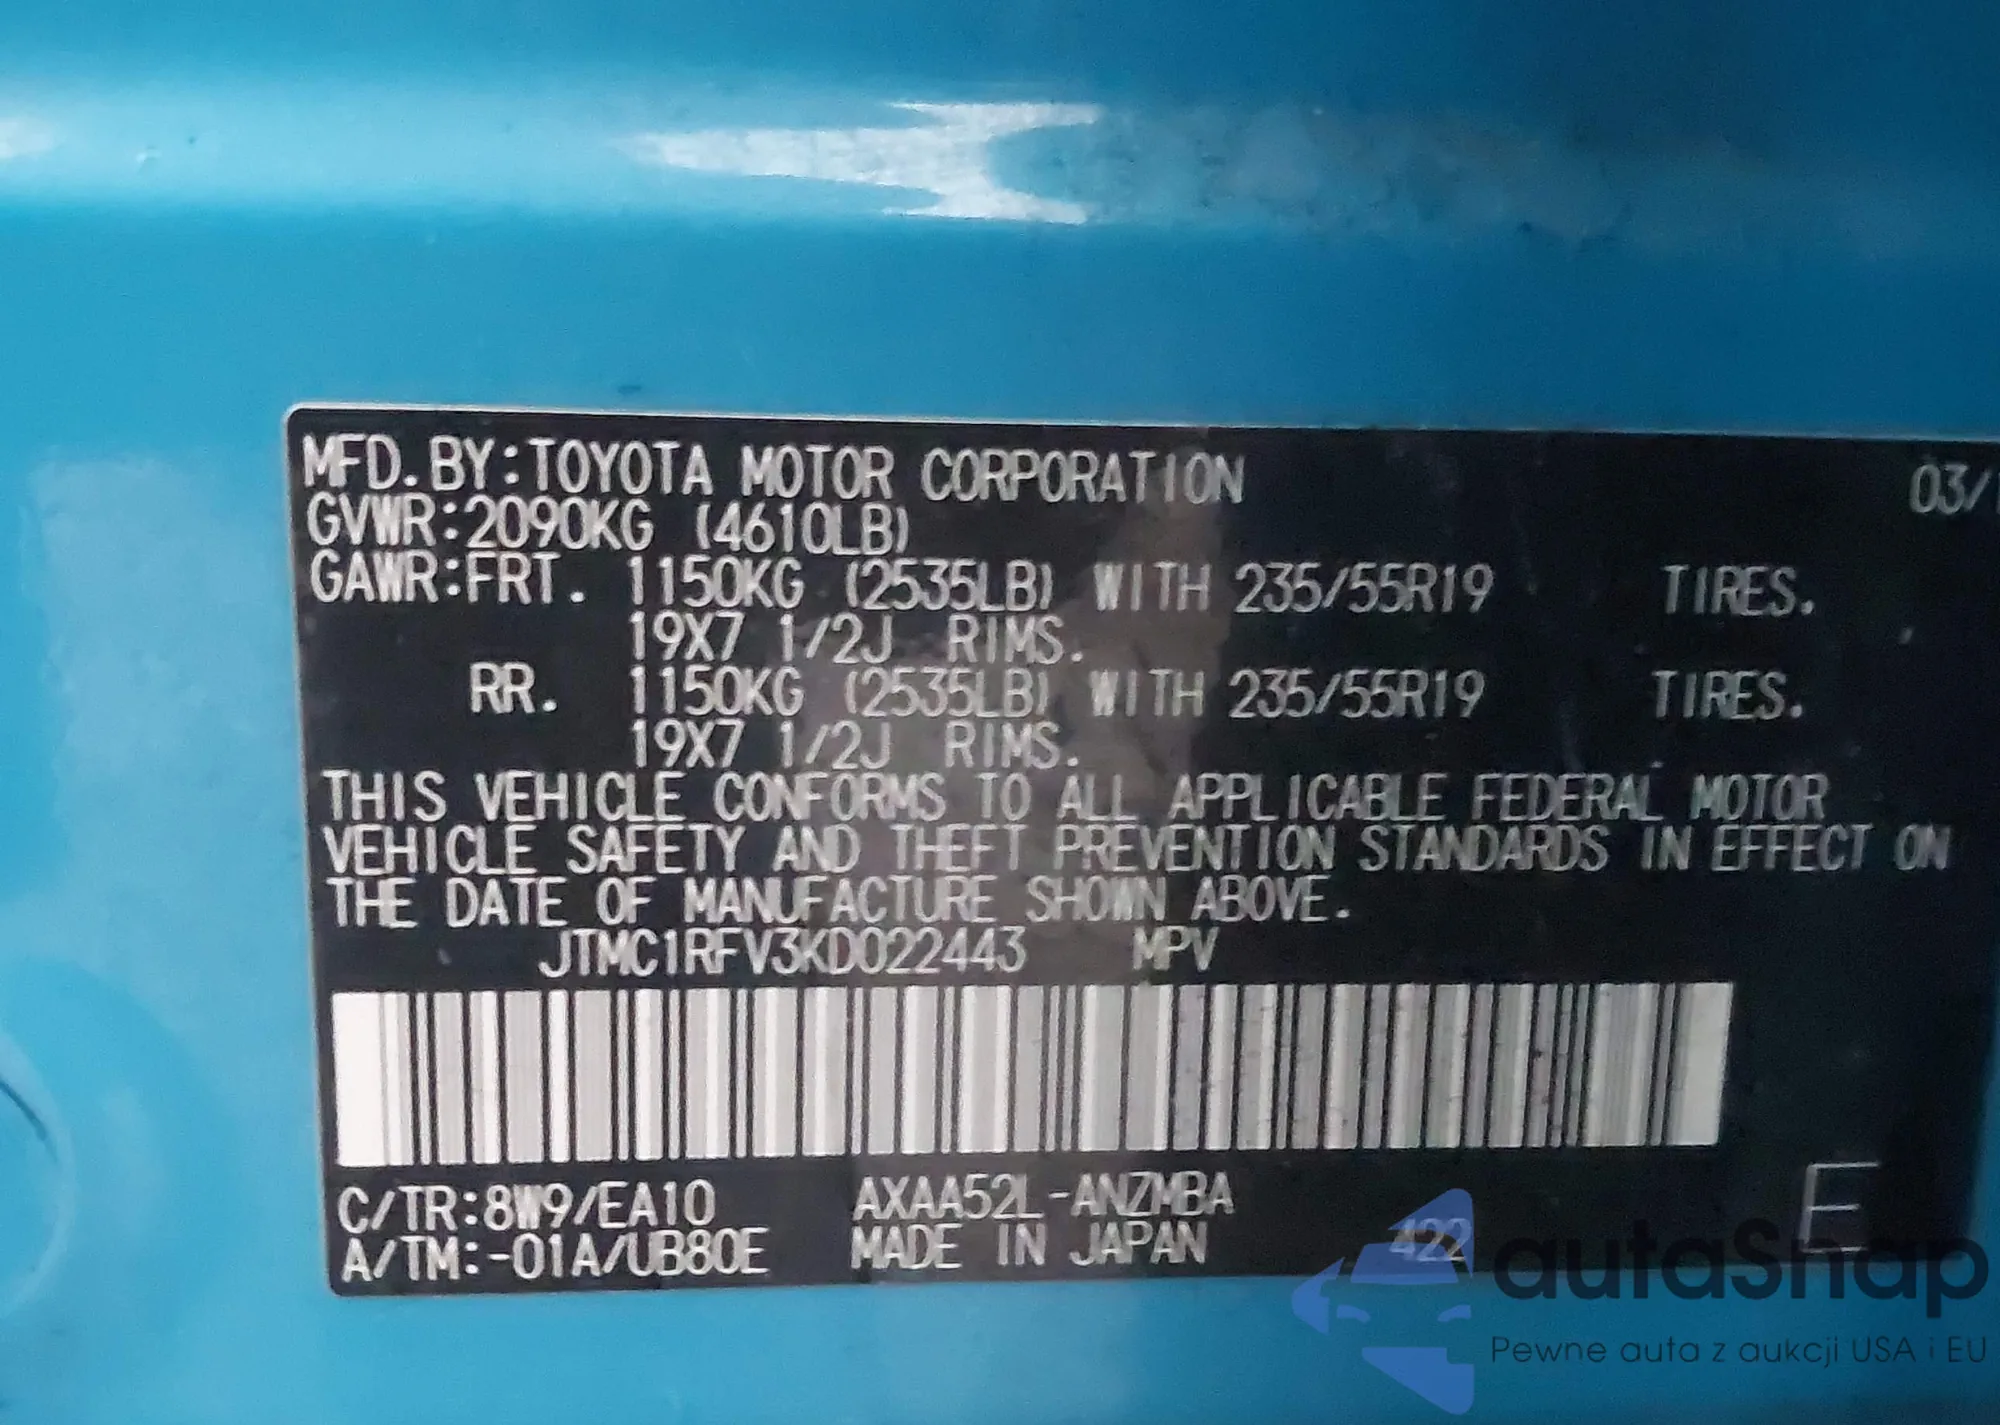 MFD. BY:TOYOTA MOTOR CORPORATION 03/1
GVWR:2090KG (4610LB)
GAWR:FRT. 1150KG (2535LB) WITH 235/55R19 TIRES.
19X7 1/2J RIMS.
RR. 1150KG (2535LB) WITH 235/55R19 TIRES.
19X7 1/2J RIMS.
THIS VEHICLE CONFORMS TO ALL APPLICABLE FEDERAL MOTOR
VEHICLE SAFETY AND THEFT PREVENTION STANDARDS IN EFFECT ON
THE DATE OF MANUFACTURE SHOWN ABOVE.
JTMC1RFV3KD022443 MPV
C/TR:8W9/EA10 AXAA52L-ANZMBA
A/TM:-01A/UB80E MADE IN JAPAN 422 E
autaSnap
Pewne auta z aukcji USA i EU